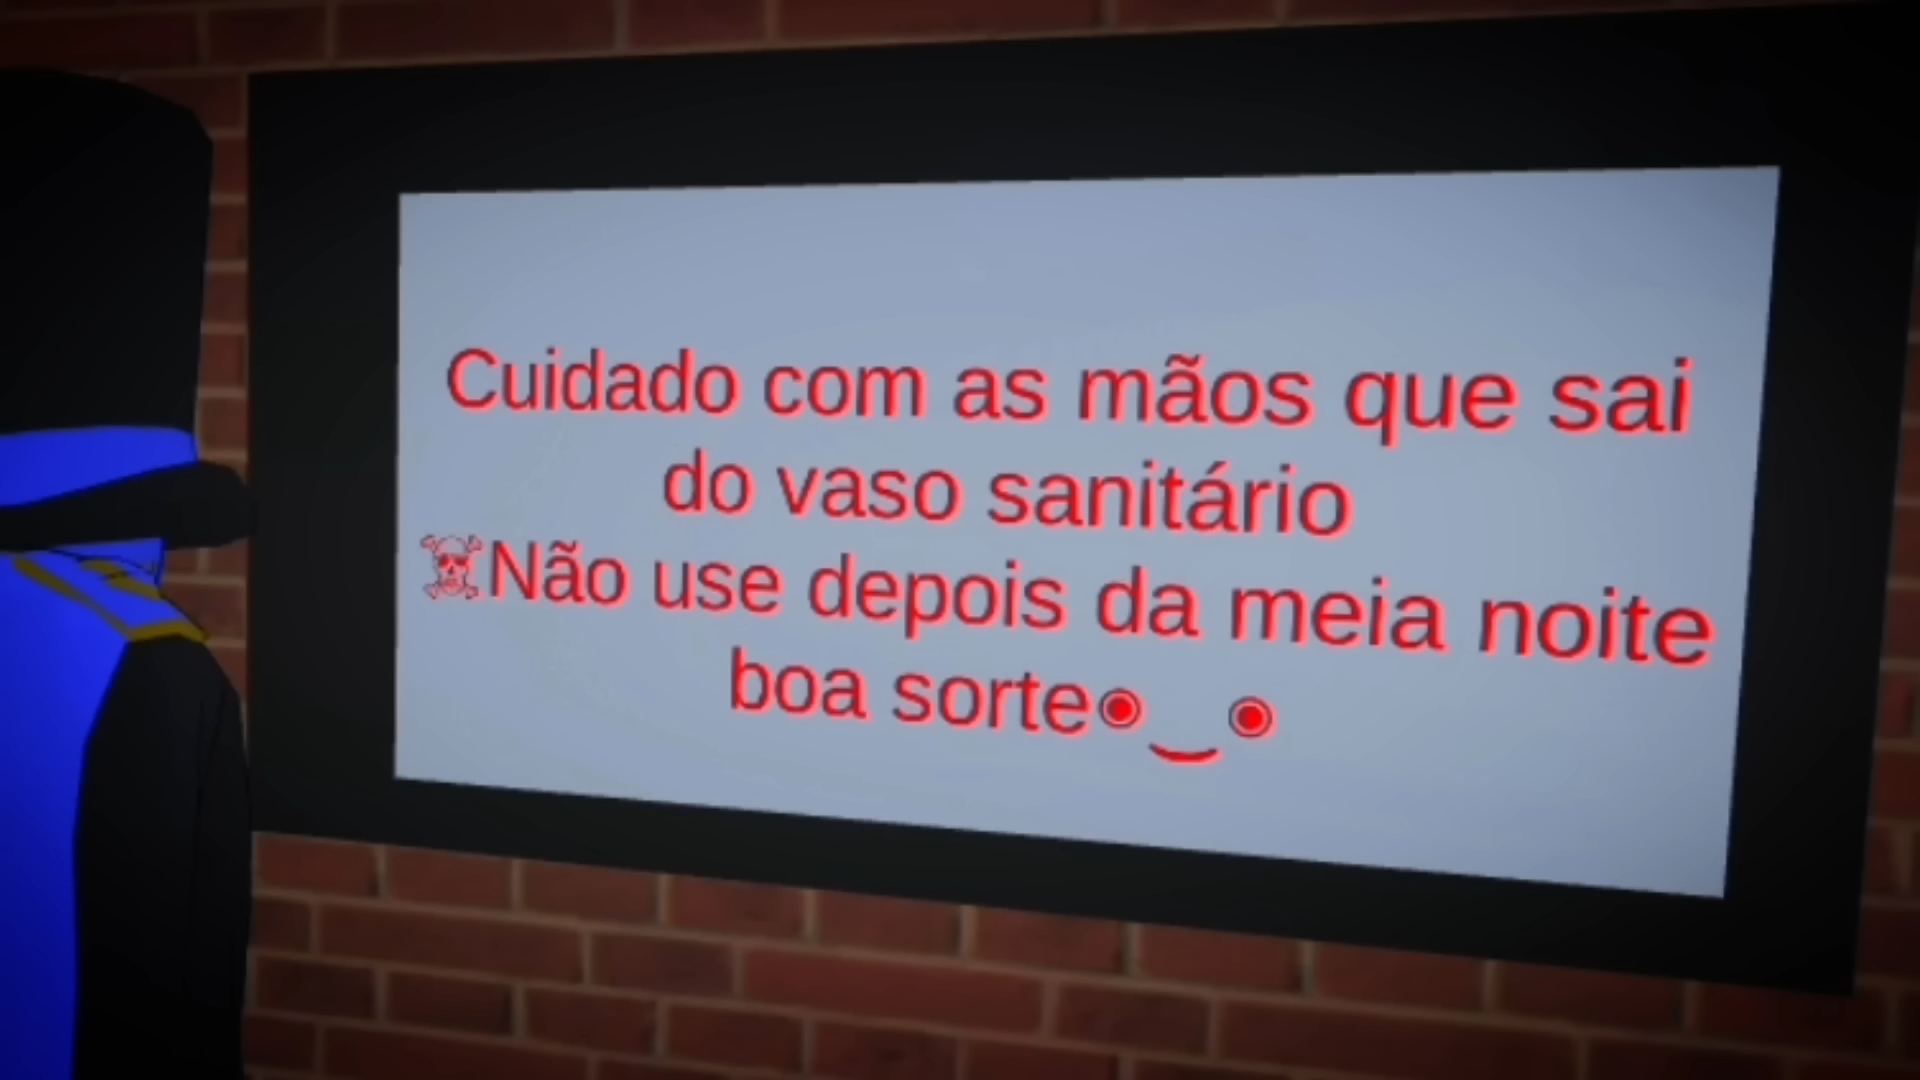 Cuidado com as mãos que sai
do vaso sanitário
☠Não use depois da meia noite
boa sorte◉‿◉